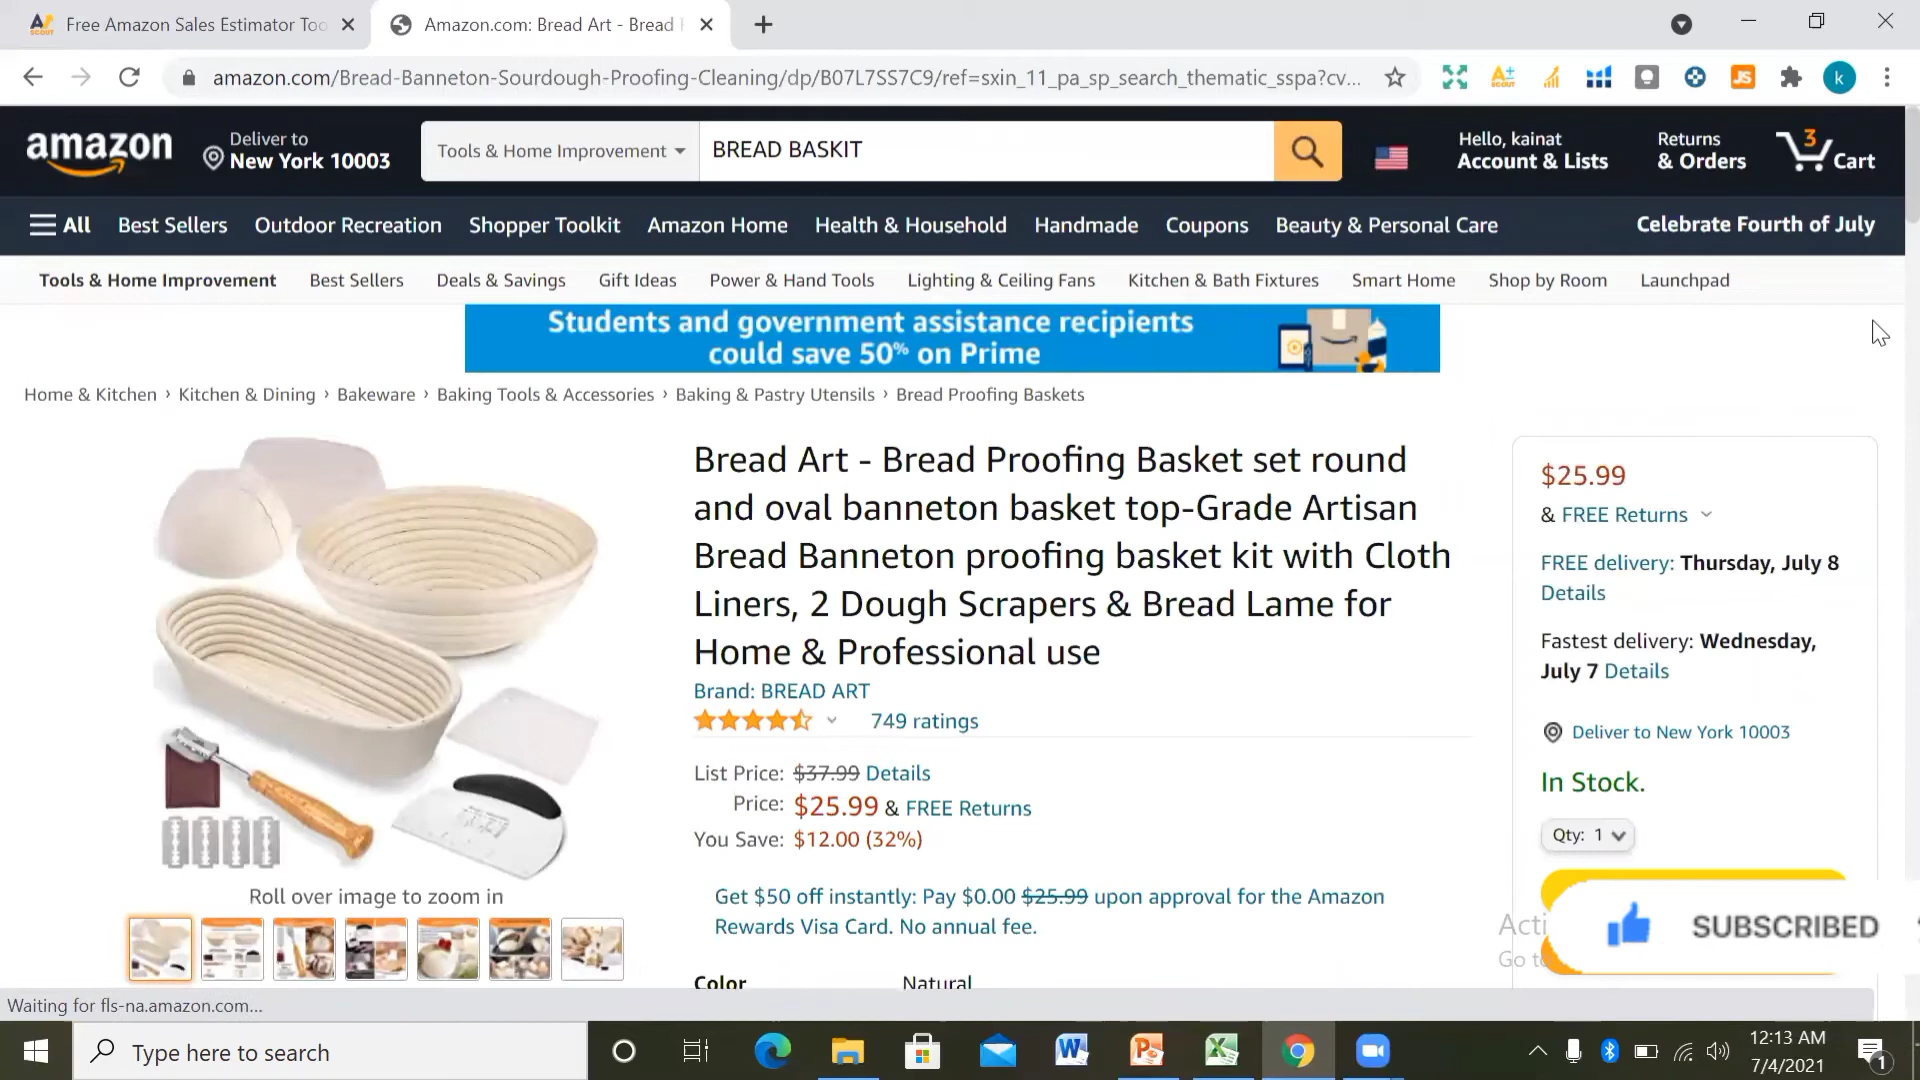 Free Amazon Sales Estimator Too
Amazon.com: Bread Art - Bread
amazon.com/Bread-Banneton-Sourdough-Proofing-Cleaning/dp/B07L7SS7C9/ref=sxin_11_pa_sp_search_thematic_sspa?cv...
k
amazon
Deliver to
New York 10003
Tools & Home Improvement
BREAD BASKIT
Hello, kainat
Account & Lists
Returns
& Orders
3
Cart
All
Best Sellers
Outdoor Recreation
Shopper Toolkit
Amazon Home
Health & Household
Handmade
Coupons
Beauty & Personal Care
Celebrate Fourth of July
Tools & Home Improvement
Best Sellers
Deals & Savings
Gift Ideas
Power & Hand Tools
Lighting & Ceiling Fans
Kitchen & Bath Fixtures
Smart Home
Shop by Room
Launchpad
Students and government assistance recipients
could save 50% on Prime
Home & Kitchen › Kitchen & Dining › Bakeware › Baking Tools & Accessories › Baking & Pastry Utensils › Bread Proofing Baskets
Bread Art - Bread Proofing Basket set round
and oval banneton basket top-Grade Artisan
Bread Banneton proofing basket kit with Cloth
Liners, 2 Dough Scrapers & Bread Lame for
Home & Professional use
Brand: BREAD ART
749 ratings
List Price: $37.99 Details
Price: $25.99 & FREE Returns
You Save: $12.00 (32%)
Get $50 off instantly: Pay $0.00 $25.99 upon approval for the Amazon
Rewards Visa Card. No annual fee.
Color
Natural
Roll over image to zoom in
$25.99
& FREE Returns
FREE delivery: Thursday, July 8
Details
Fastest delivery: Wednesday,
July 7 Details
Deliver to New York 10003
In Stock.
Qty: 1
Acti
Go to
SUBSCRIBED
Waiting for fls-na.amazon.com...
Type here to search
12:13 AM
7/4/2021
1